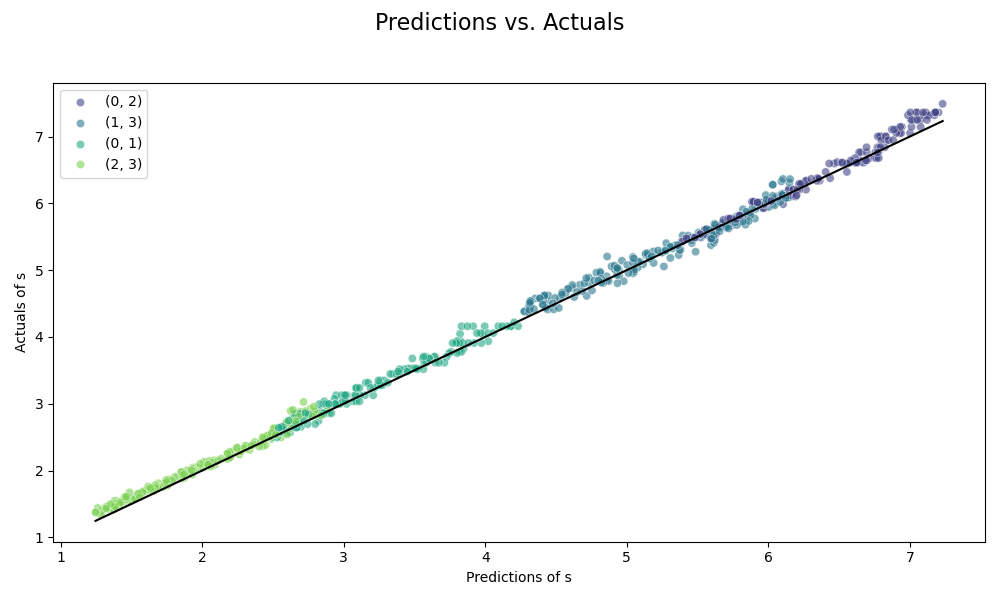 Predictions vs. Actuals
(0, 2)
(1, 3)
(0, 1)
(2, 3)
7
6
5
4
3
2
1
Actuals of s
1 2 3 4 5 6 7
Predictions of s